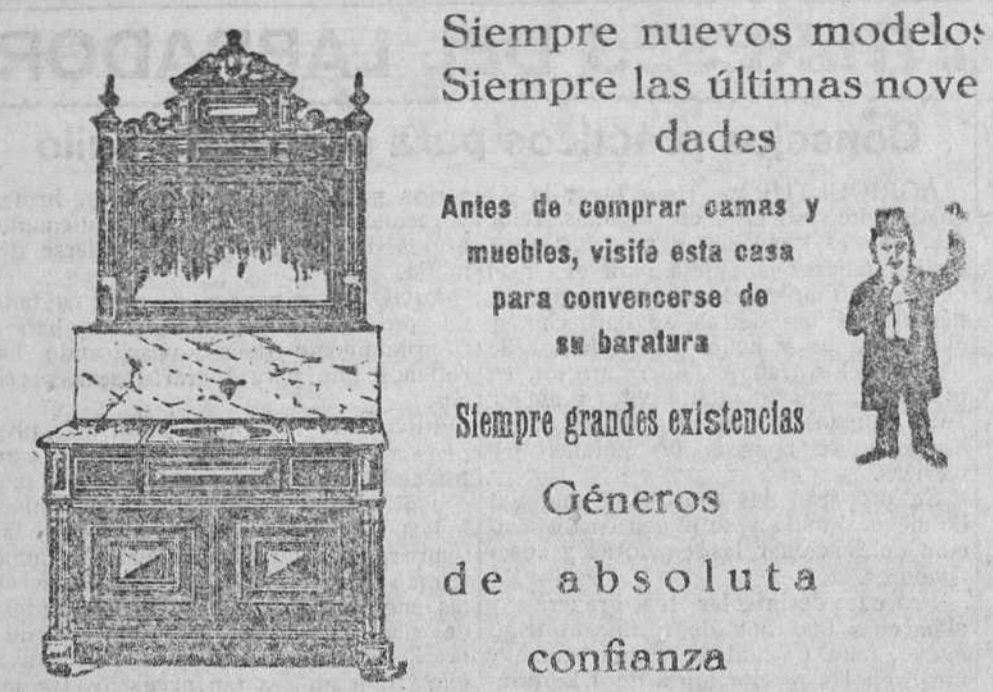 Siempre nuevos modelos
Siempre las últimas nove
dades
Antes de comprar camas y
muebles, visite esta casa
para convencerse de
su baratura
Siempre grandes existencias
Géneros
de absoluta
confianza